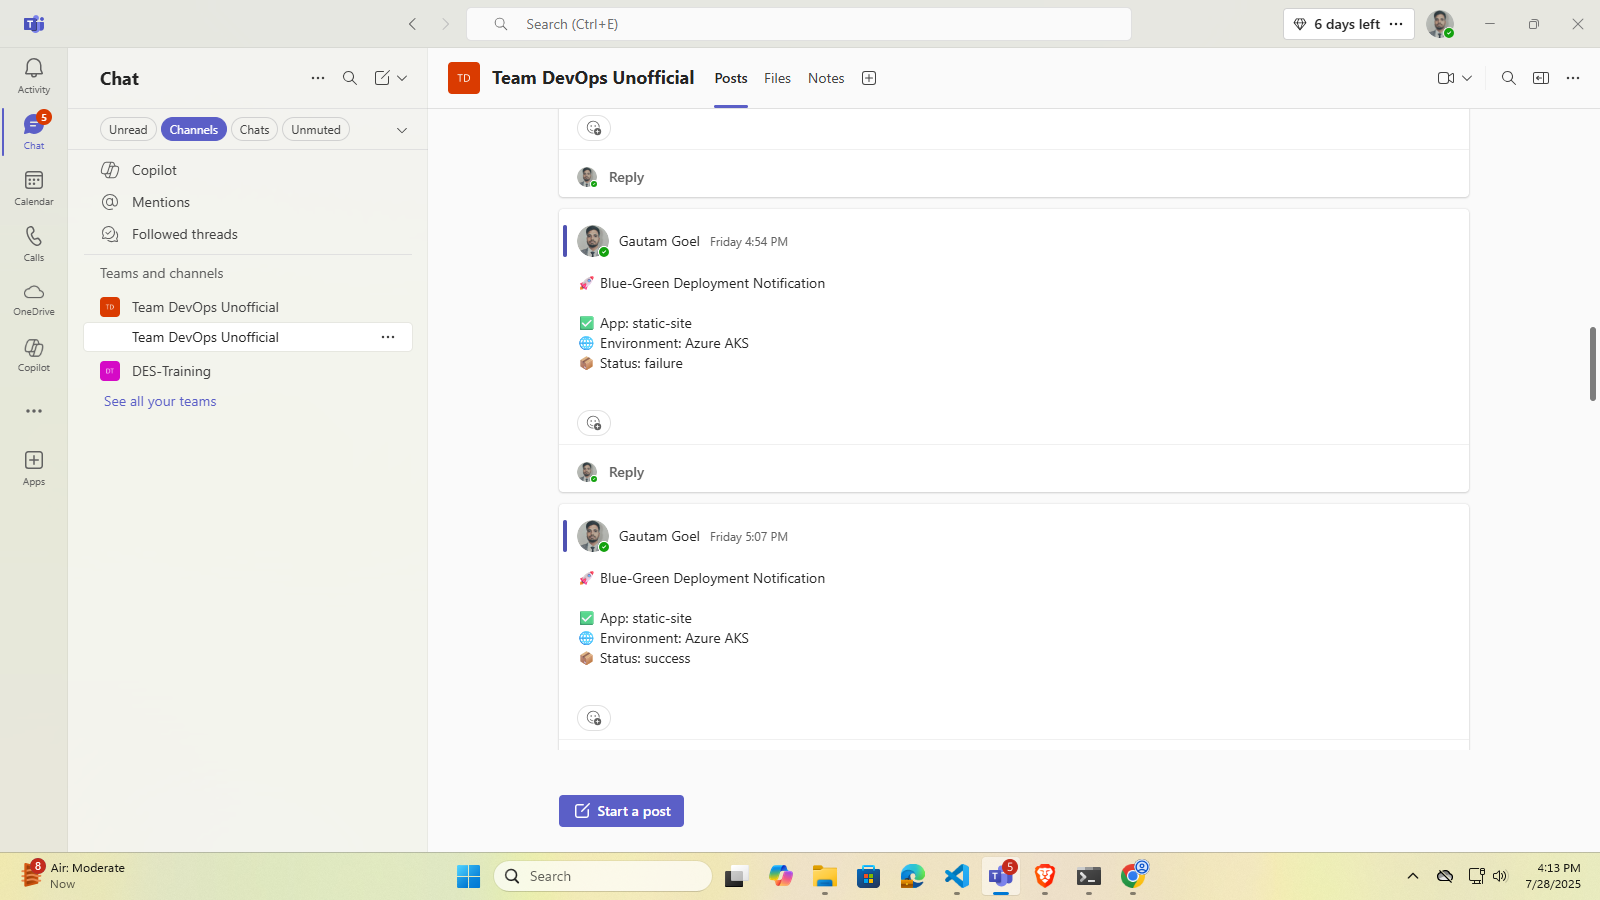 Search (Ctrl+E)
6 days left
Activity
5
Chat
Calendar
Calls
OneDrive
Copilot
Apps
Chat
Unread
Channels
Chats
Unmuted
Copilot
Mentions
Followed threads
Teams and channels
TD
Team DevOps Unofficial
Team DevOps Unofficial
DT
DES-Training
See all your teams
TD
Team DevOps Unofficial
Posts
Files
Notes
Reply
Gautam Goel Friday 4:54 PM
🚀 Blue-Green Deployment Notification
✅ App: static-site
🌐 Environment: Azure AKS
📦 Status: failure
Reply
Gautam Goel Friday 5:07 PM
🚀 Blue-Green Deployment Notification
✅ App: static-site
🌐 Environment: Azure AKS
📦 Status: success
Start a post
8
Air: Moderate
Now
Search
5
4:13 PM
7/28/2025